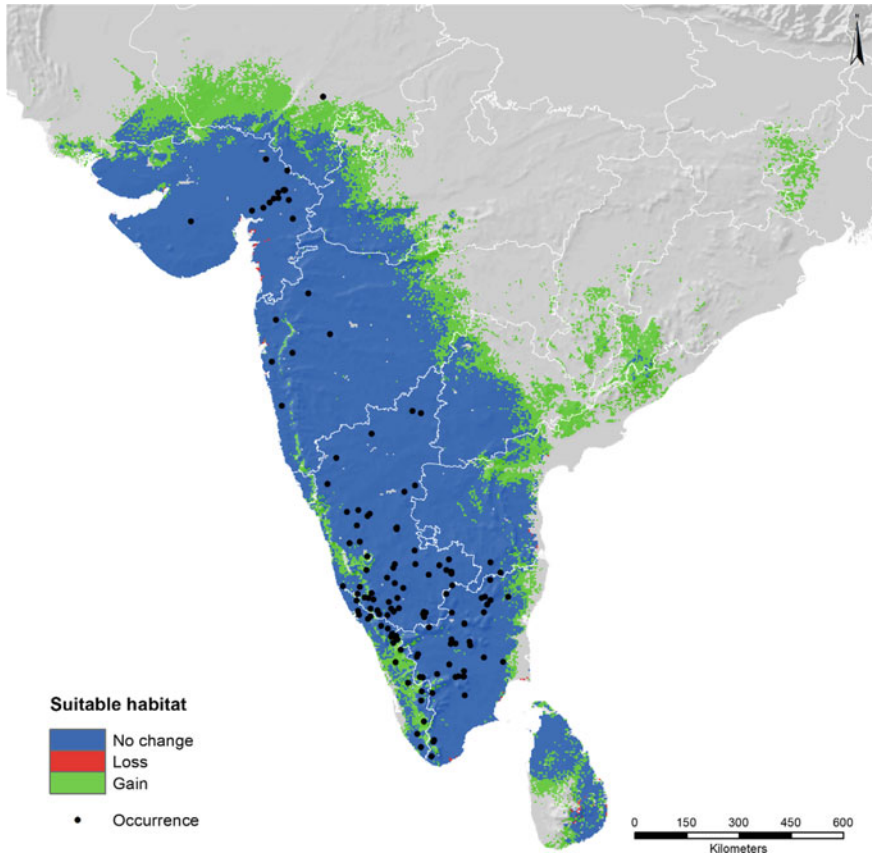 N
Suitable habitat
No change
Loss
Gain
Occurrence
0 150 300 450 600
Kilometers